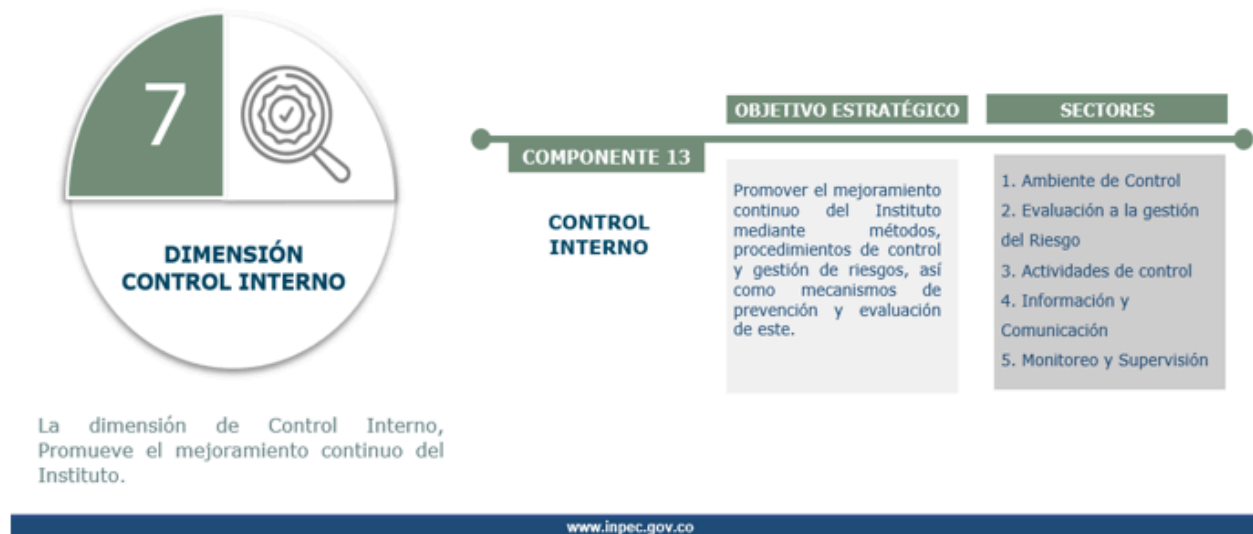 7
DIMENSIÓN
CONTROL INTERNO
La dimensión de Control Interno,
Promueve el mejoramiento continuo del
Instituto.
COMPONENTE 13
CONTROL
INTERNO
OBJETIVO ESTRATÉGICO
Promover el mejoramiento
continuo del Instituto
mediante métodos,
procedimientos de control
y gestión de riesgos, así
como mecanismos de
prevención y evaluación
de este.
SECTORES
1. Ambiente de Control
2. Evaluación a la gestión
del Riesgo
3. Actividades de control
4. Información y
Comunicación
5. Monitoreo y Supervisión
www.inpec.gov.co